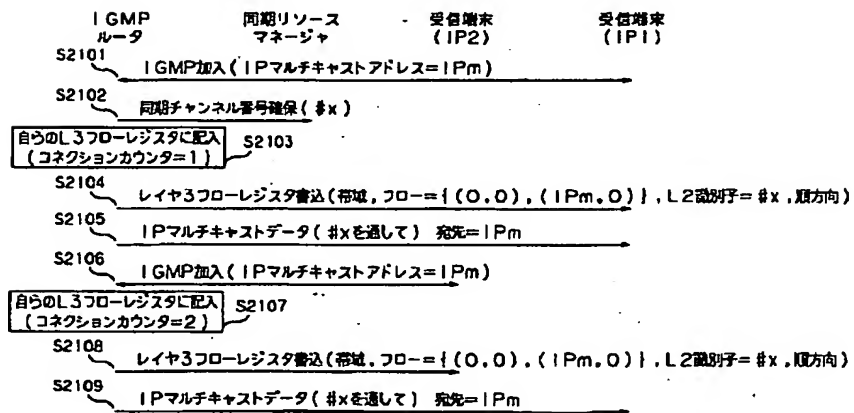 IGMP
ルータ
同期リソース
マネージャ
受信端末
(IP2)
受信端末
(IP1)
S2101
IGMP加入(IPマルチキャストアドレス=IPm)
S2102
同期チャンネル番号確保(#x)
自らのL3フローレジスタに記入
(コネクションカウンタ=1)
S2103
S2104
レイヤ3フローレジスタ書込(帯域,フロー={(0,0),(IPm,0)},L2識別子=#x,順方向)
S2105
IPマルチキャストデータ(#xを通して) 宛先=IPm
S2106
IGMP加入(IPマルチキャストアドレス=IPm)
自らのL3フローレジスタに記入
(コネクションカウンタ=2)
S2107
S2108
レイヤ3フローレジスタ書込(帯域,フロー={(0,0),(IPm,0)},L2識別子=#x,順方向)
S2109
IPマルチキャストデータ(#xを通して) 宛先=IPm